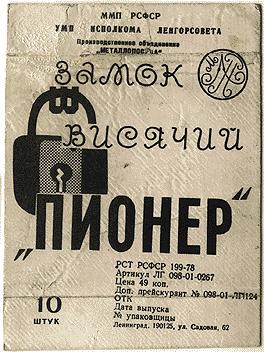 ММП РСФСР
УМП ИСПОЛКОМА ЛЕНГОРСОВЕТА
Производственное объединение
"МЕТАЛЛОПОСУДА"
ЗАМОК
ВИСЯЧИЙ
„ПИОНЕР"
РСТ РСФСР 199-78
Артикул ЛГ 098-01-0267
Цена 49 коп.
Доп. прейскурант № 098-01-ЛГ124
ОТК
Дата выпуска
№ упаковщицы
Ленинград, 190125, ул. Садовая, 62
10
ШТУК